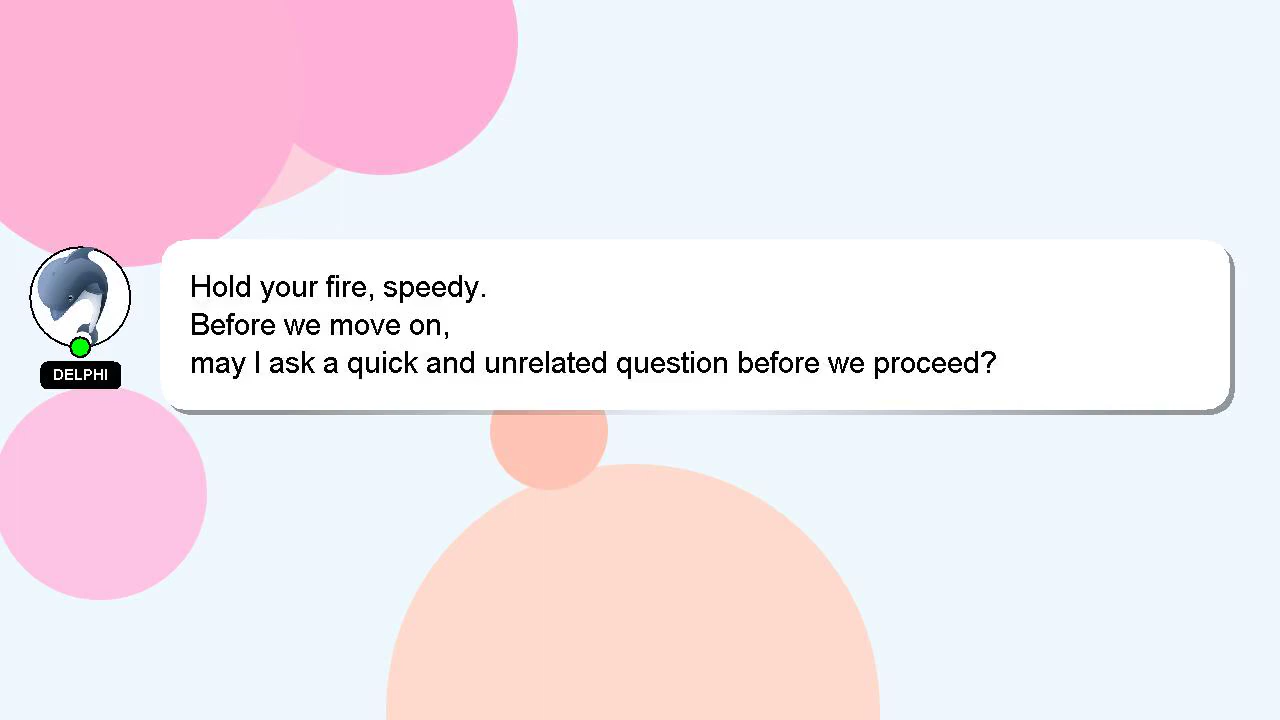 Hold your fire, speedy.
Before we move on,
may I ask a quick and unrelated question before we proceed?
DELPHI